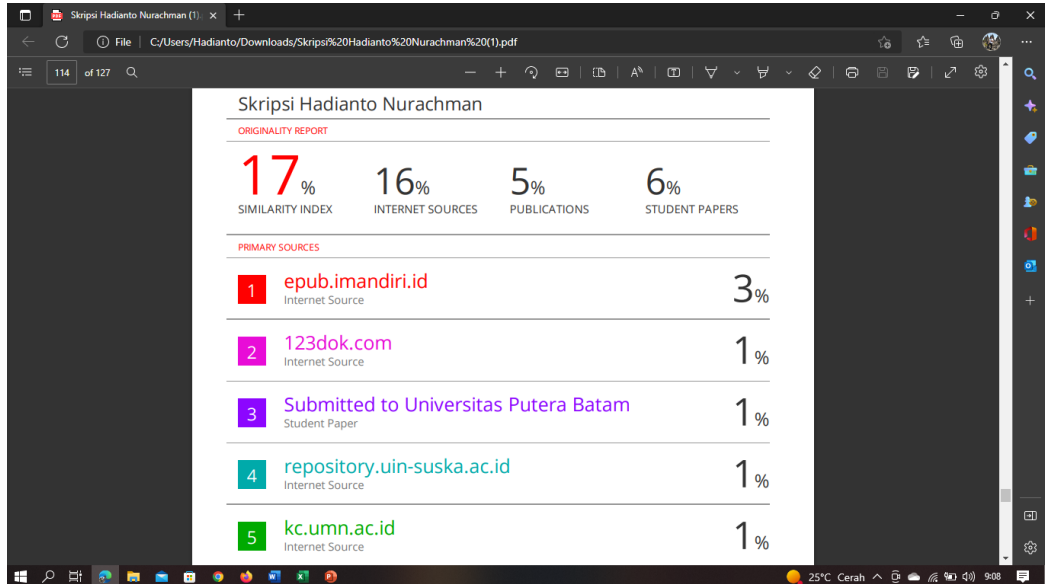 Skripsi Hadianto Nurachman (1).
File
C:/Users/Hadianto/Downloads/Skripsi%20Hadianto%20Nurachman%20(1).pdf
114 of 127
Skripsi Hadianto Nurachman
ORIGINALITY REPORT
17% 16% 5% 6%
SIMILARITY INDEX INTERNET SOURCES PUBLICATIONS STUDENT PAPERS
PRIMARY SOURCES
1 epub.imandiri.id 3%
Internet Source
2 123dok.com 1%
Internet Source
3 Submitted to Universitas Putera Batam 1%
Student Paper
4 repository.uin-suska.ac.id 1%
Internet Source
5 kc.umn.ac.id 1%
Internet Source
25°C Cerah 9:08